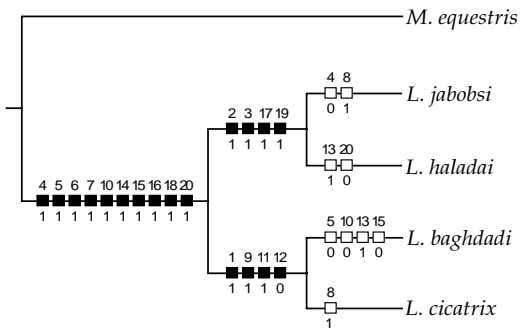 M. equestris
4 8
L. jabobsi
0 1
2 3 17 19
1 1 1 1
13 20
L. haladai
1 0
4 5 6 7 10 14 15 16 18 20
1 1 1 1 1 1 1 1 1 1
5 10 13 15
L. baghdadi
0 0 1 0
1 9 11 12
1 1 1 0
8
L. cicatrix
1